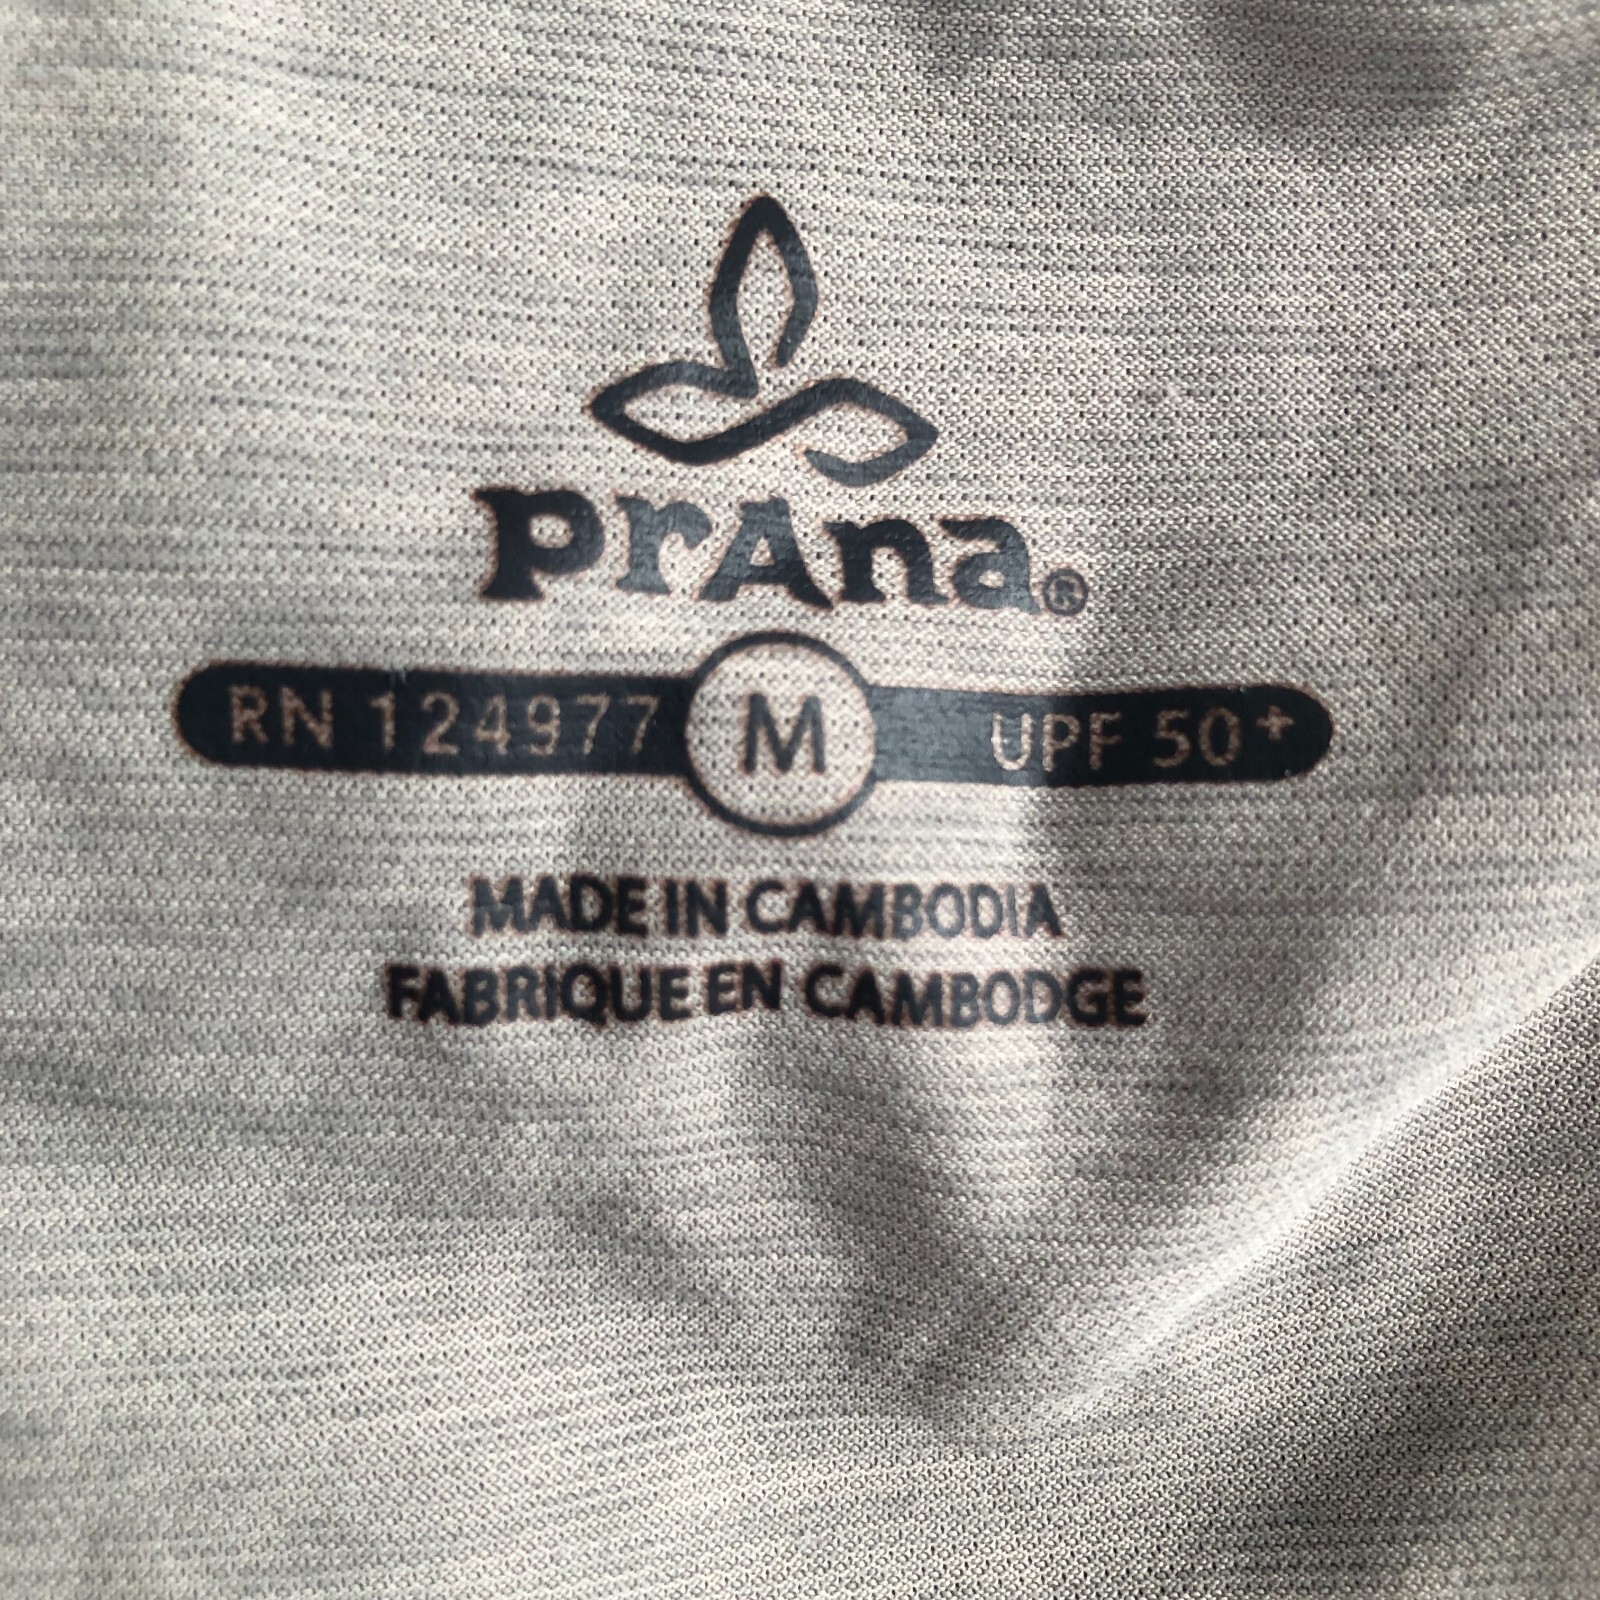 prAna®
RN 124977 M UPF 50+
MADE IN CAMBODIA
FABRIQUE EN CAMBODGE